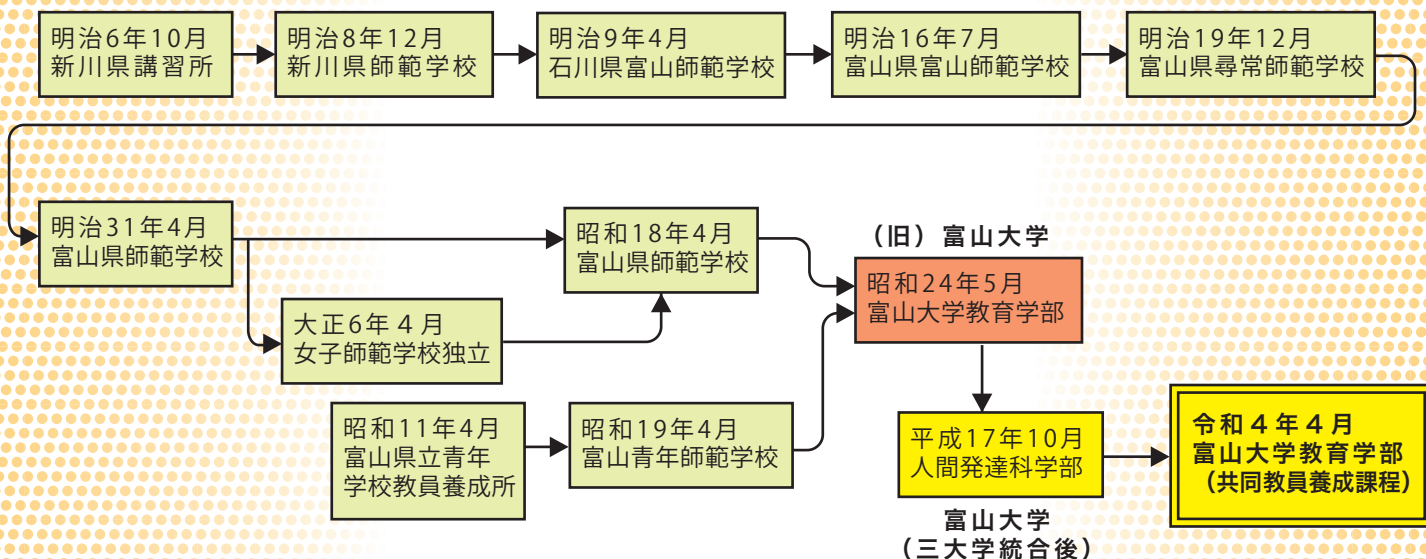 明治6年10月
新川県講習所
明治8年12月
新川県師範学校
明治9年4月
石川県富山師範学校
明治16年7月
富山県富山師範学校
明治19年12月
富山県尋常師範学校
明治31年4月
富山県師範学校
大正6年 4 月
女子師範学校独立
昭和18年4月
富山県師範学校
昭和11年4月
富山県立青年
学校教員養成所
昭和19年4月
富山青年師範学校
（旧）富山大学
昭和24年5月
富山大学教育学部
平成17年10月
人間発達科学部
富山大学
（三大学統合後）
令和 4 年 4 月
富山大学教育学部
（共同教員養成課程）